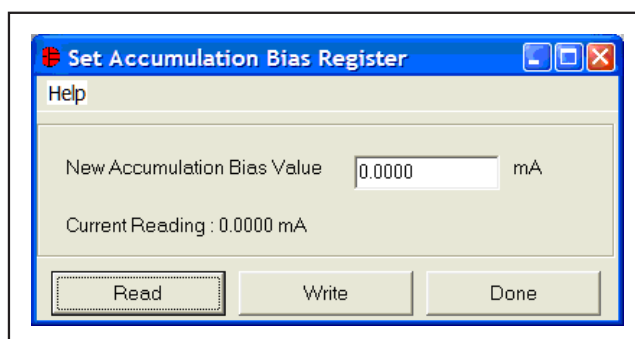 Set Accumulation Bias Register
Help
New Accumulation Bias Value 0.0000 mA
Current Reading : 0.0000 mA
Read Write Done